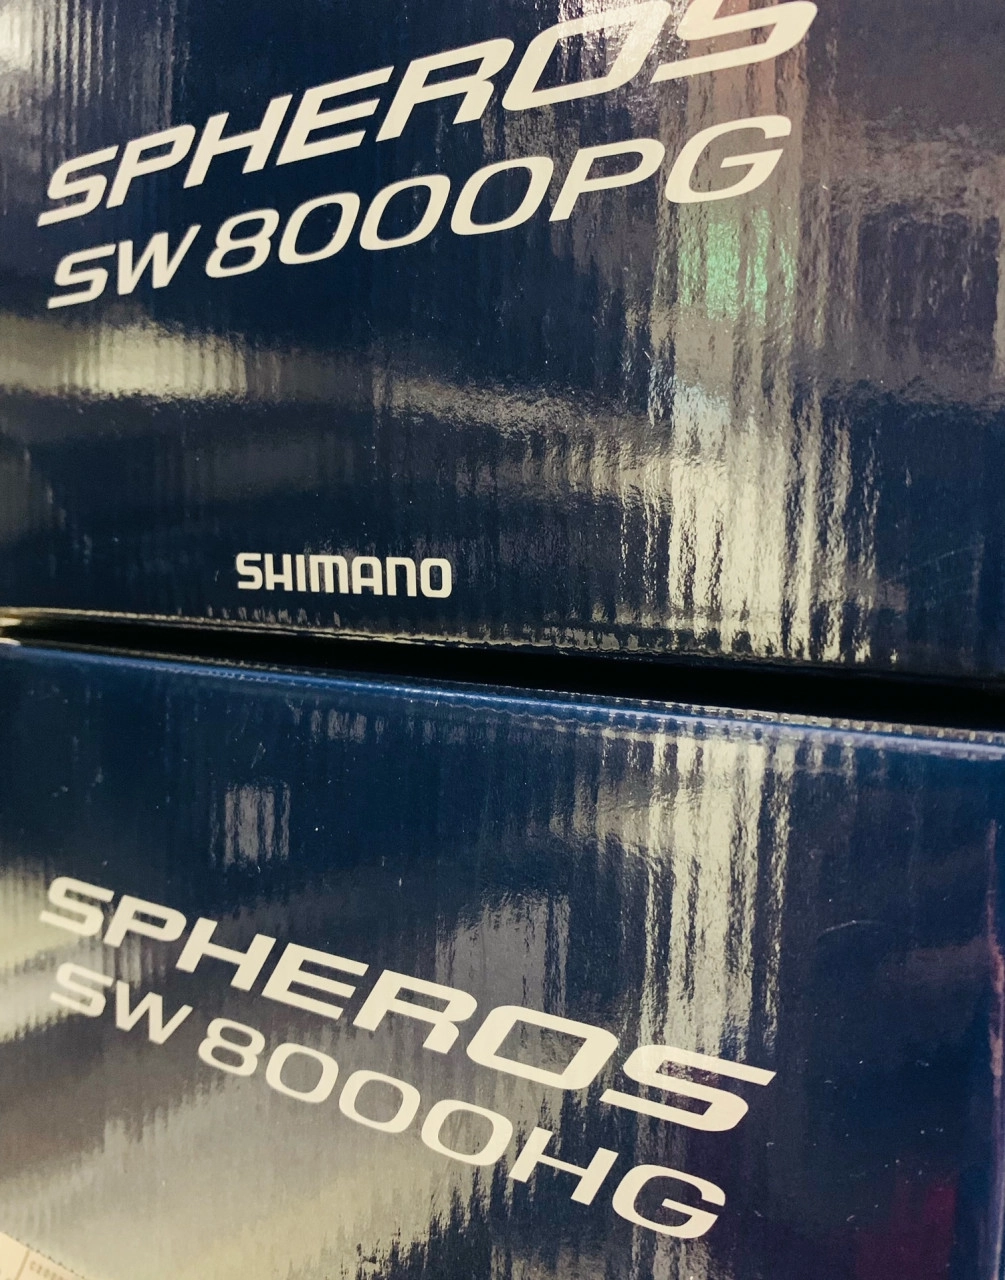 SPHEROS
SW 8000PG
SHIMANO
SPHEROS
SW 8000HG